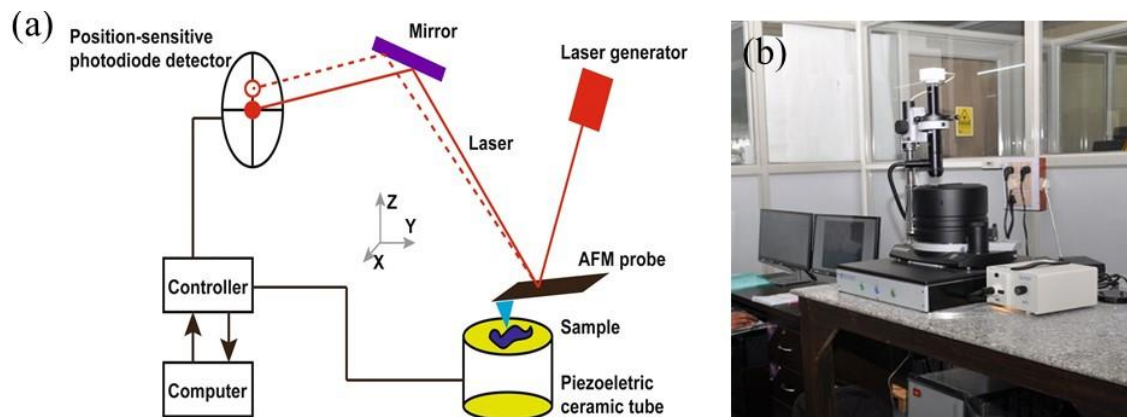 (a)
Position-sensitive
photodiode detector
Mirror
Laser generator
Laser
Z
Y
X
AFM probe
Controller
Sample
Computer
Piezoeletric
ceramic tube
(b)